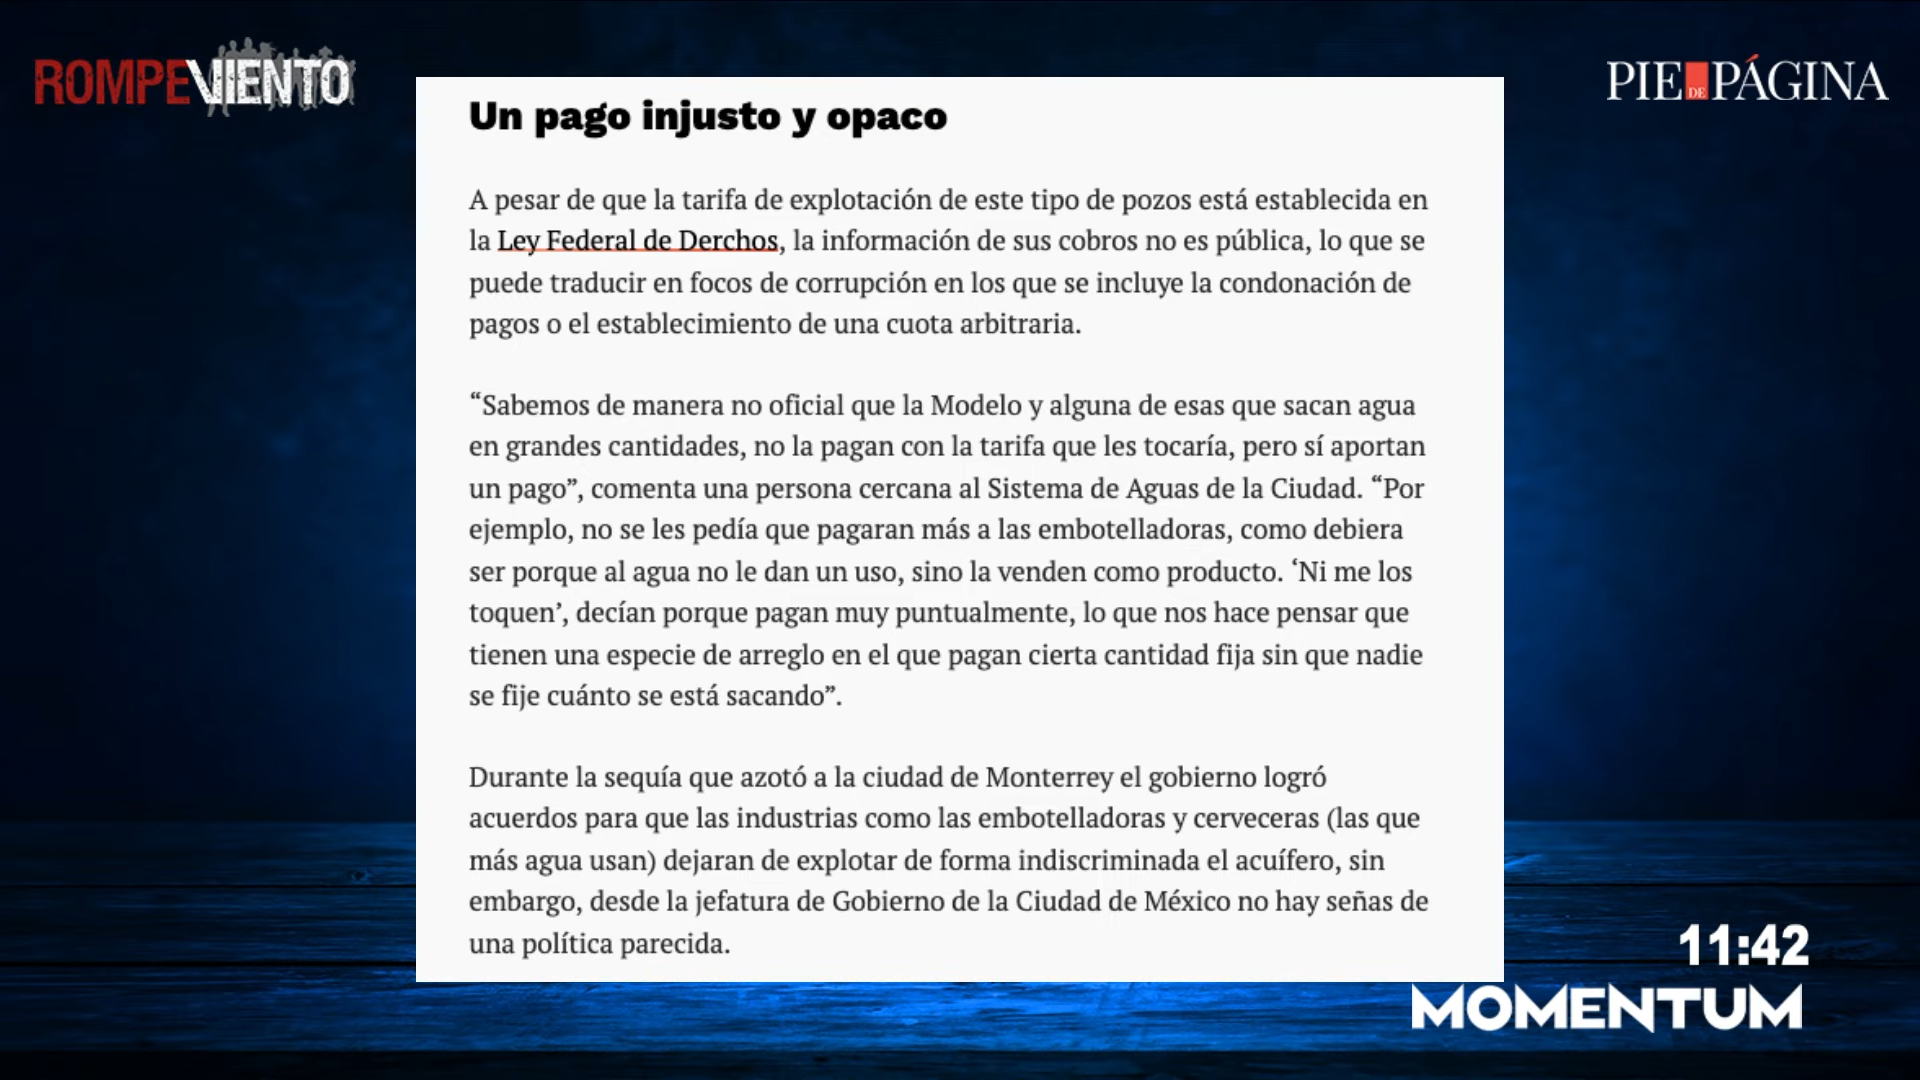 ROMPEVIENTO
PIE DE PÁGINA
Un pago injusto y opaco
A pesar de que la tarifa de explotación de este tipo de pozos está establecida en
la Ley Federal de Derchos, la información de sus cobros no es pública, lo que se
puede traducir en focos de corrupción en los que se incluye la condonación de
pagos o el establecimiento de una cuota arbitraria.
“Sabemos de manera no oficial que la Modelo y alguna de esas que sacan agua
en grandes cantidades, no la pagan con la tarifa que les tocaría, pero sí aportan
un pago”, comenta una persona cercana al Sistema de Aguas de la Ciudad. “Por
ejemplo, no se les pedía que pagaran más a las embotelladoras, como debiera
ser porque al agua no le dan un uso, sino la venden como producto. ‘Ni me los
toquen’, decían porque pagan muy puntualmente, lo que nos hace pensar que
tienen una especie de arreglo en el que pagan cierta cantidad fija sin que nadie
se fije cuánto se está sacando”.
Durante la sequía que azotó a la ciudad de Monterrey el gobierno logró
acuerdos para que las industrias como las embotelladoras y cerveceras (las que
más agua usan) dejaran de explotar de forma indiscriminada el acuífero, sin
embargo, desde la jefatura de Gobierno de la Ciudad de México no hay señas de
una política parecida.
11:42
MOMENTUM